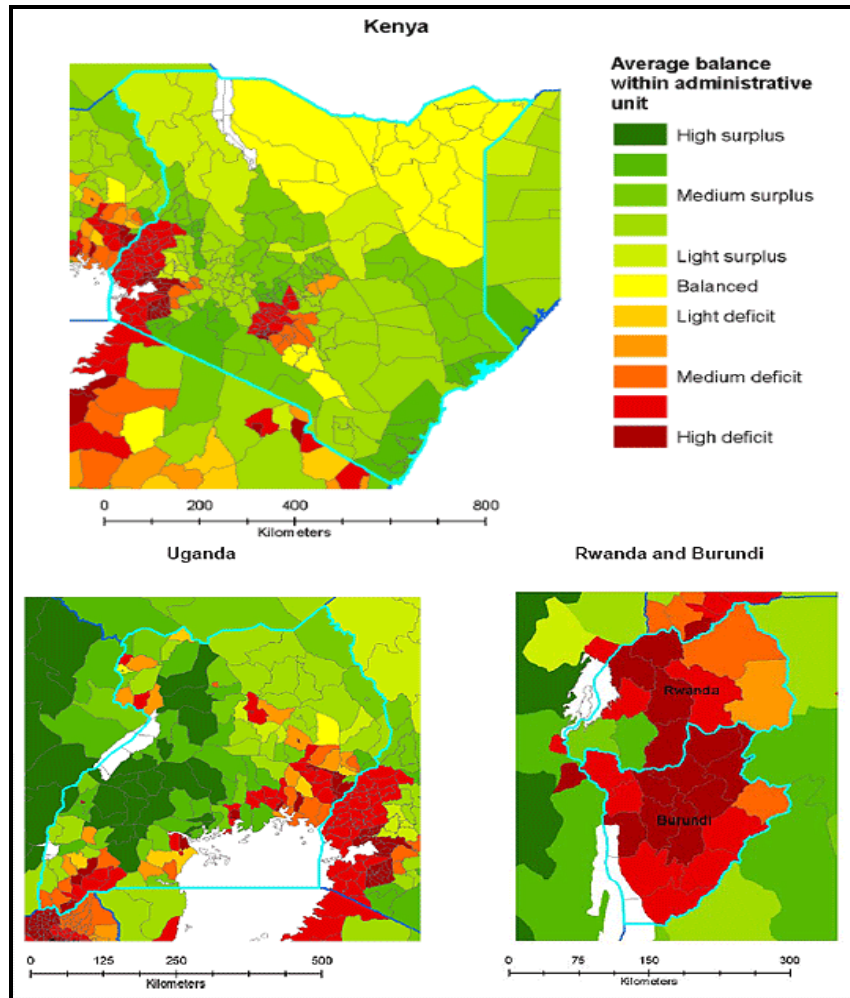 Kenya
Average balance
within administrative
unit
High surplus
Medium surplus
Light surplus
Balanced
Light deficit
Medium deficit
High deficit
0 200 400 800
Kilometers
Uganda
Rwanda and Burundi
Rwanda
Burundi
0 125 250 500
Kilometers
0 75 150 300
Kilometers